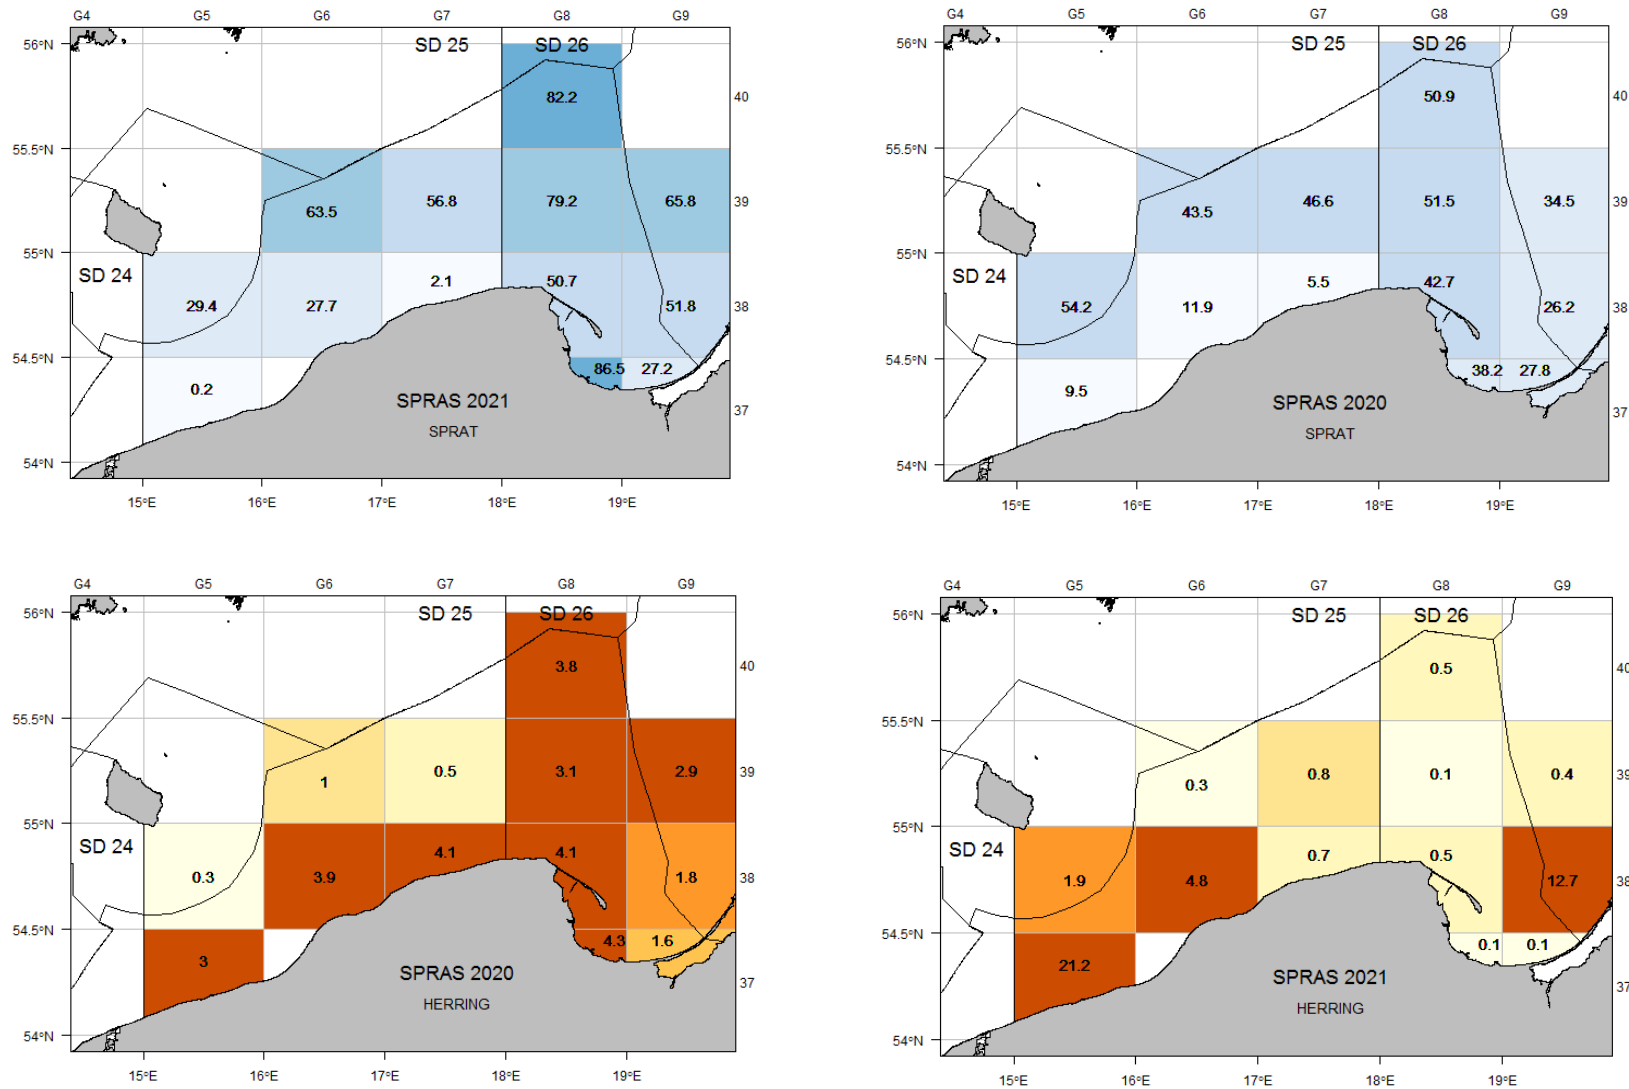 G4 G5 G6 G7 G8 G9
SD 25 SD 26
56°N
82.2
40
55.5°N
63.5 56.8 79.2 65.8
39
55°N
SD 24
2.1 50.7
29.4 27.7 51.8
38
54.5°N
86.5 27.2
0.2
SPRAS 2021
37
SPRAT
54°N
15°E 16°E 17°E 18°E 19°E
G4 G5 G6 G7 G8 G9
SD 25 SD 26
56°N
50.9
40
55.5°N
43.5 46.6 51.5 34.5
39
55°N
SD 24
5.5 42.7
54.2 11.9 26.2
38
54.5°N
38.2 27.8
9.5
SPRAS 2020
37
SPRAT
54°N
15°E 16°E 17°E 18°E 19°E
G4 G5 G6 G7 G8 G9
56°N
SD 25 SD 26
3.8
40
55.5°N
1 0.5 3.1 2.9
39
55°N
SD 24
4.1 4.1
0.3 3.9 1.8
38
54.5°N
4.3 1.6
3
SPRAS 2020
37
HERRING
54°N
15°E 16°E 17°E 18°E 19°E
G4 G5 G6 G7 G8 G9
56°N
SD 25 SD 26
0.5
40
55.5°N
0.3 0.8 0.1 0.4
39
55°N
SD 24
0.7 0.5
1.9 4.8 12.7
38
54.5°N
0.1 0.1
21.2
SPRAS 2021
37
HERRING
54°N
15°E 16°E 17°E 18°E 19°E